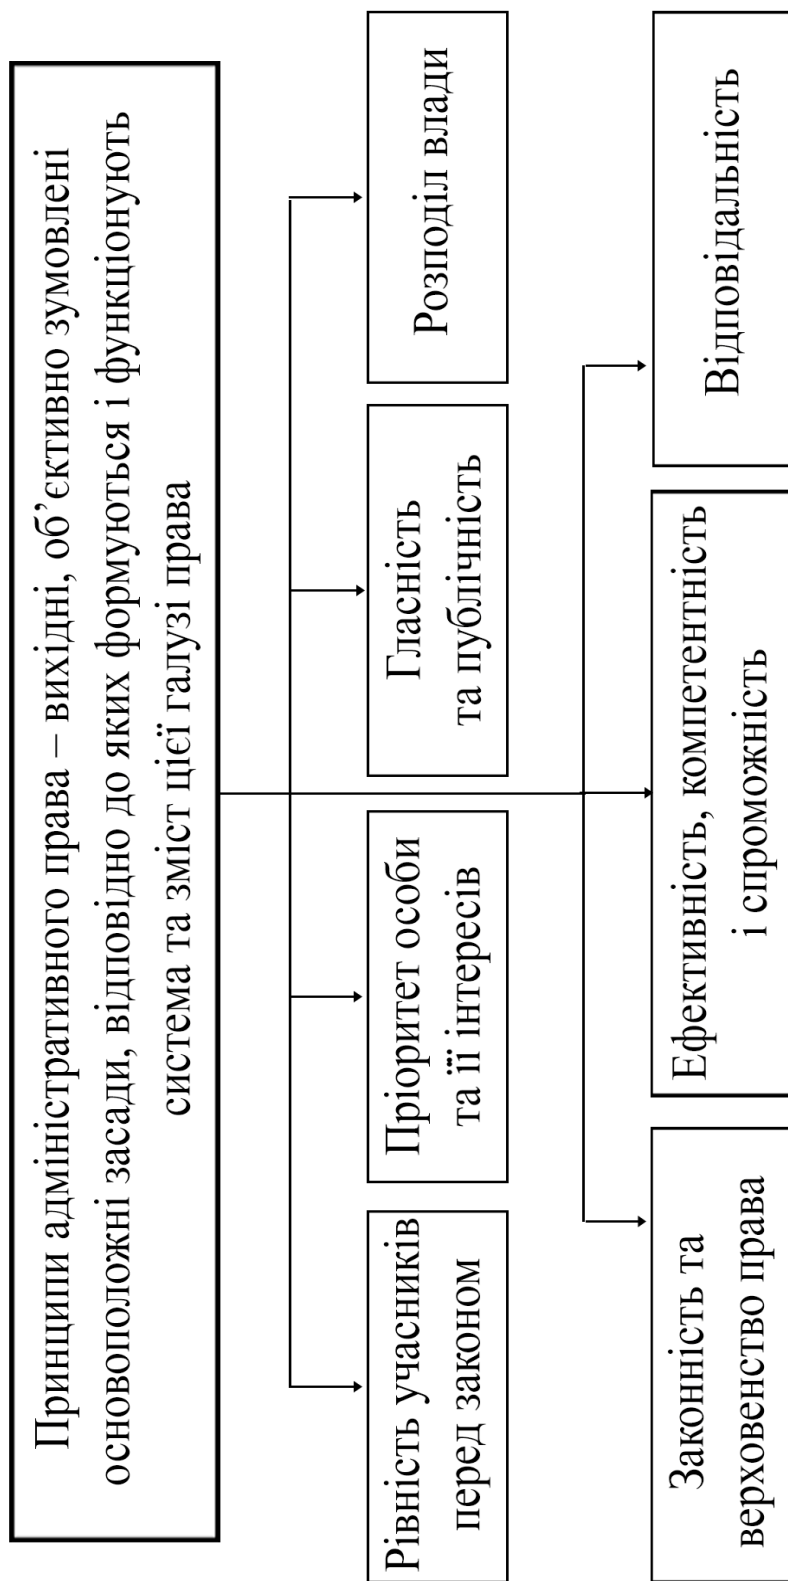 Принципи адміністративного права – вихідні, об’єктивно зумовлені
основоположні засади, відповідно до яких формуються і функціонують
система та зміст цієї галузі права
Рівність учасників
перед законом
Пріоритет особи
та її інтересів
Гласність
та публічність
Розподіл влади
Законність та
верховенство права
Ефективність, компетентність
і спроможність
Відповідальність